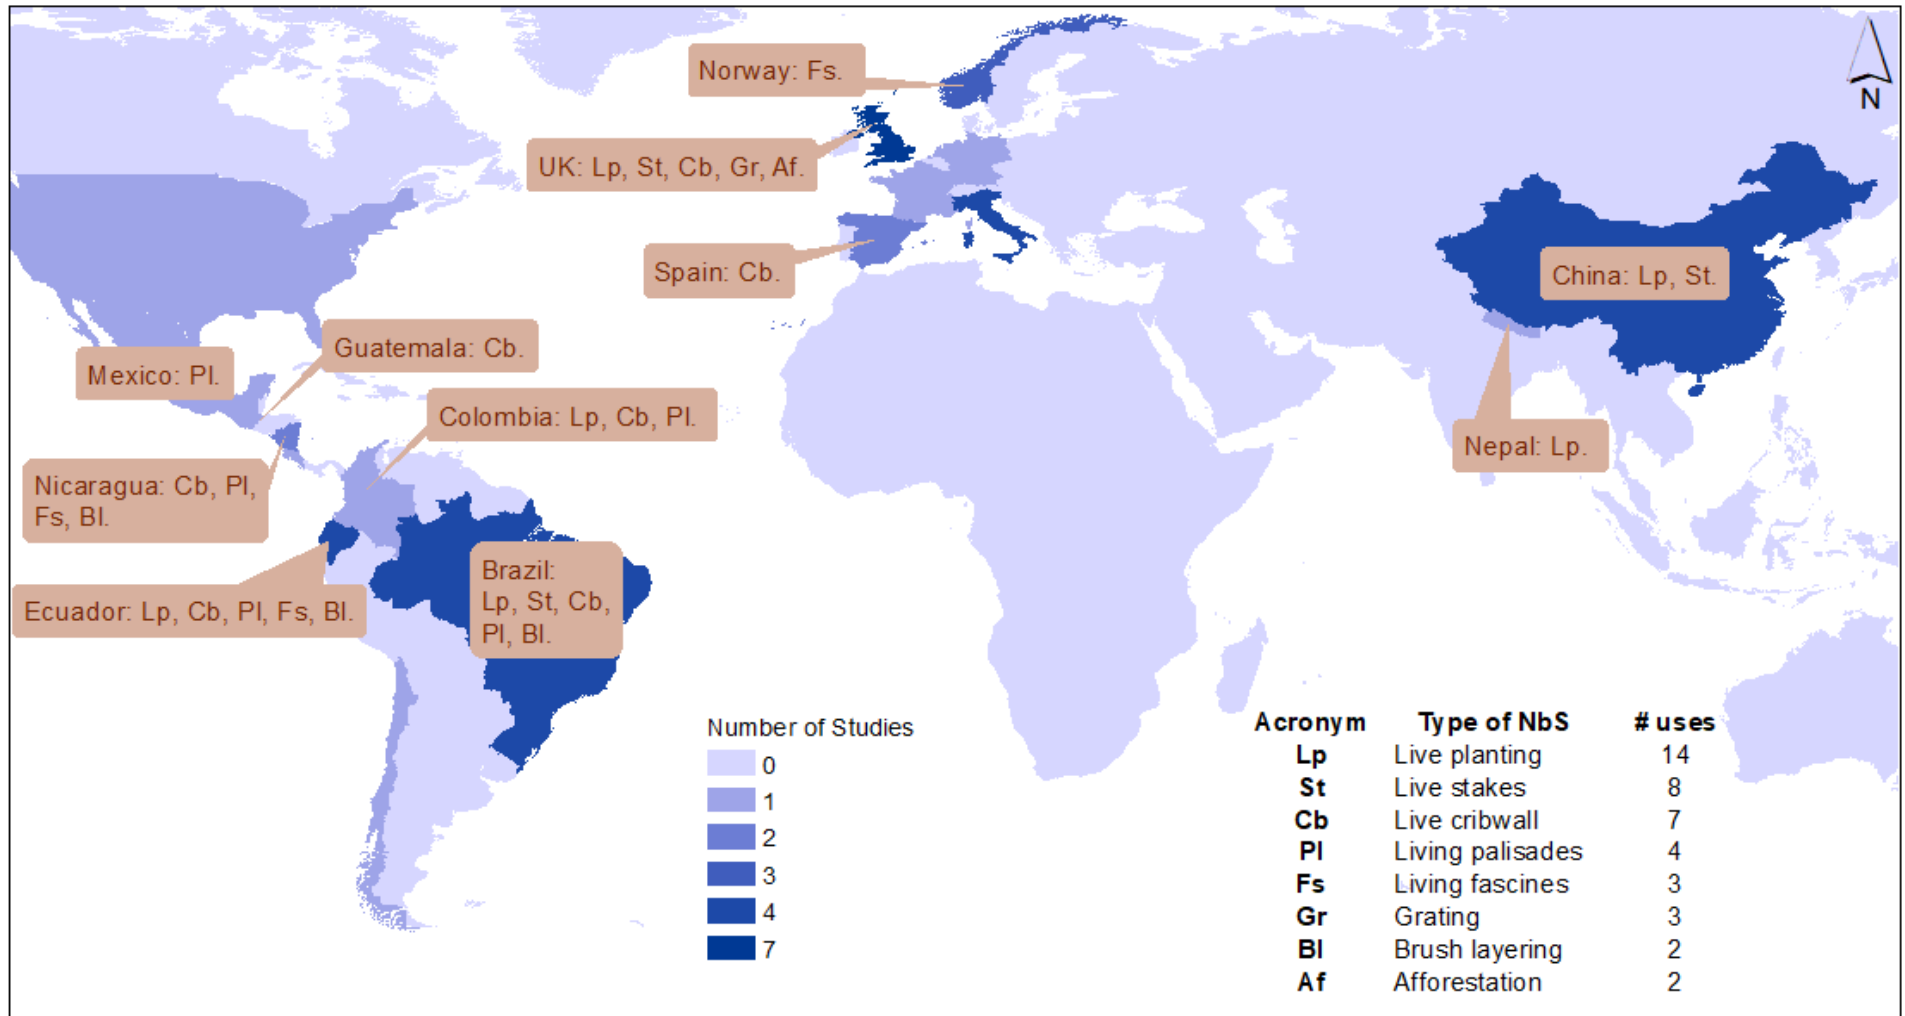 N
Norway: Fs.
UK: Lp, St, Cb, Gr, Af.
Spain: Cb.
China: Lp, St.
Guatemala: Cb.
Mexico: Pl.
Colombia: Lp, Cb, Pl.
Nepal: Lp.
Nicaragua: Cb, Pl,
Fs, Bl.
Brazil:
Lp, St, Cb,
Pl, Bl.
Ecuador: Lp, Cb, Pl, Fs, Bl.
Number of Studies
0
1
2
3
4
7
Acronym Type of NbS # uses
Lp Live planting 14
St Live stakes 8
Cb Live cribwall 7
Pl Living palisades 4
Fs Living fascines 3
Gr Grating 3
Bl Brush layering 2
Af Afforestation 2